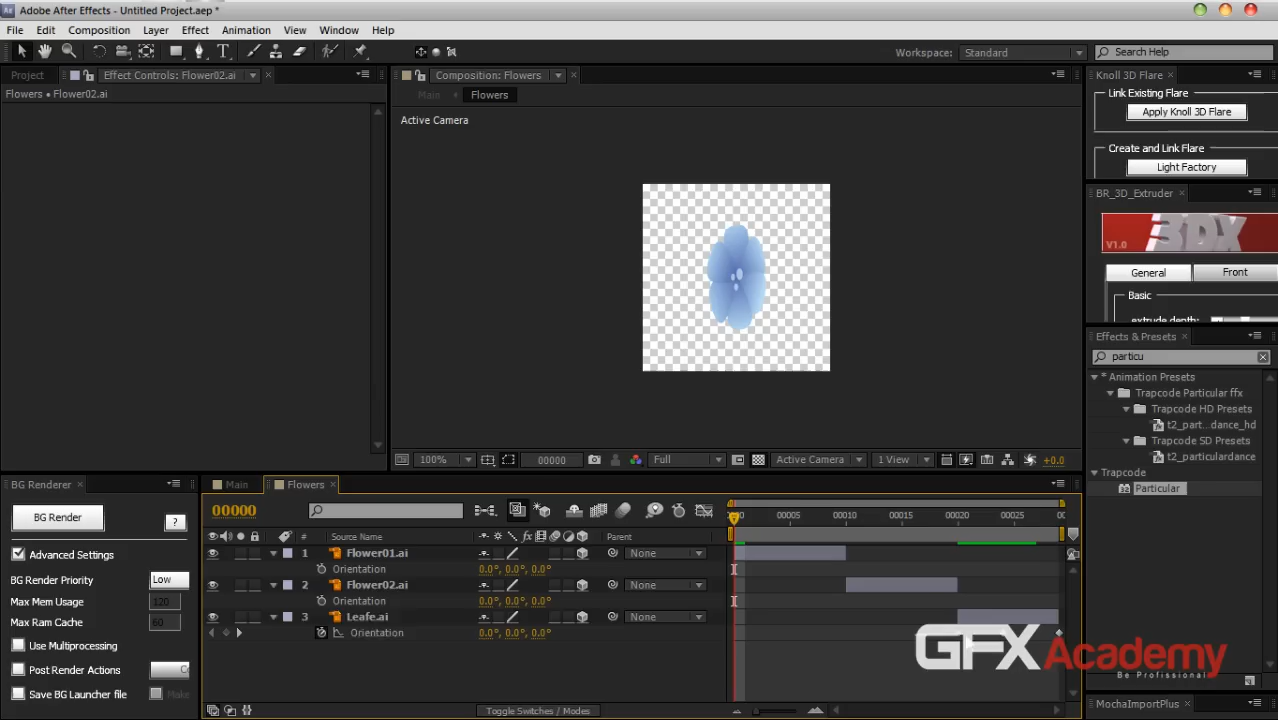 Adobe After Effects - Untitled Project.aep *
File Edit Composition Layer Effect Animation View Window Help
Workspace: Standard
Search Help
Project
Effect Controls: Flower02.ai
Flowers • Flower02.ai
Composition: Flowers
Main
Flowers
Active Camera
100%
00000
Full
Active Camera
1 View
+0.0
Knoll 3D Flare
Link Existing Flare
Apply Knoll 3D Flare
Create and Link Flare
Light Factory
BR_3D_Extruder
V1.0
3DX
General
Front
Basic
extrude depth:
Effects & Presets
particu
* Animation Presets
Trapcode Particular ffx
Trapcode HD Presets
t2_part...dance_hd
Trapcode SD Presets
t2_particulardance
Trapcode
Particular
MochaImportPlus
BG Renderer
BG Render
?
Advanced Settings
BG Render Priority
Low
Max Mem Usage
120
Max Ram Cache
60
Use Multiprocessing
Post Render Actions
Save BG Launcher file
Make
Main
Flowers
00000
00005 00010 00015 00020 00025
# Source Name
fx
Parent
1 Flower01.ai None
Orientation 0.0°, 0.0°, 0.0°
2 Flower02.ai None
Orientation 0.0°, 0.0°, 0.0°
3 Leafe.ai None
Orientation 0.0°, 0.0°, 0.0°
Toggle Switches / Modes
GFXAcademy
Be Profissional